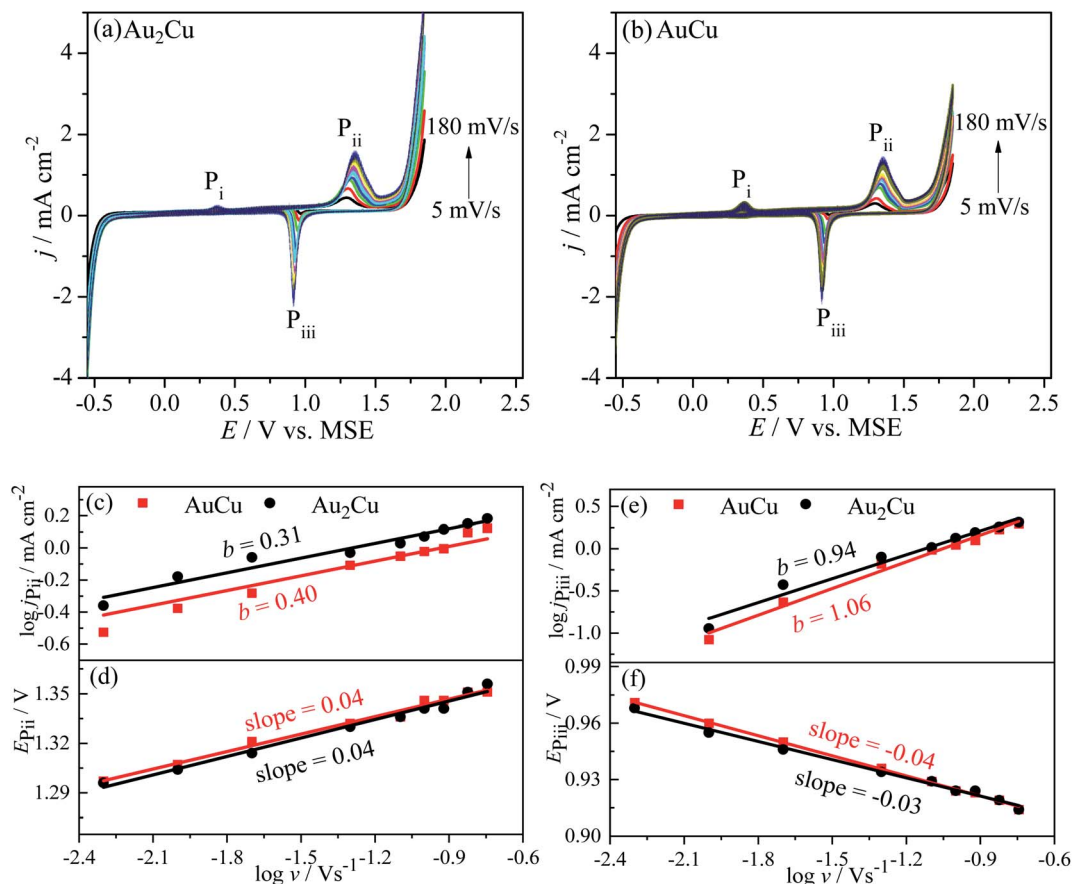 (a) Au₂Cu
4
2
0
-2
-4
j / mA cm⁻²
P_i
P_ii
P_iii
180 mV/s
5 mV/s
-0.5 0.0 0.5 1.0 1.5 2.0 2.5
E / V vs. MSE
(b) AuCu
4
2
0
-2
-4
j / mA cm⁻²
P_i
P_ii
P_iii
180 mV/s
5 mV/s
-0.5 0.0 0.5 1.0 1.5 2.0 2.5
E / V vs. MSE
(c) AuCu Au₂Cu
0.2
0.0
-0.2
-0.4
-0.6
log j_Pii / mA cm⁻²
b = 0.31
b = 0.40
(d)
1.35
1.32
1.29
E_Pii / V
slope = 0.04
slope = 0.04
-2.4 -2.1 -1.8 -1.5 -1.2 -0.9 -0.6
log v / Vs⁻¹
(e) AuCu Au₂Cu
0.5
0.0
-0.5
-1.0
log j_Piii / mA cm⁻²
b = 0.94
b = 1.06
(f)
0.99
0.96
0.93
0.90
E_Piii / V
slope = -0.04
slope = -0.03
-2.4 -2.1 -1.8 -1.5 -1.2 -0.9 -0.6
log v / Vs⁻¹